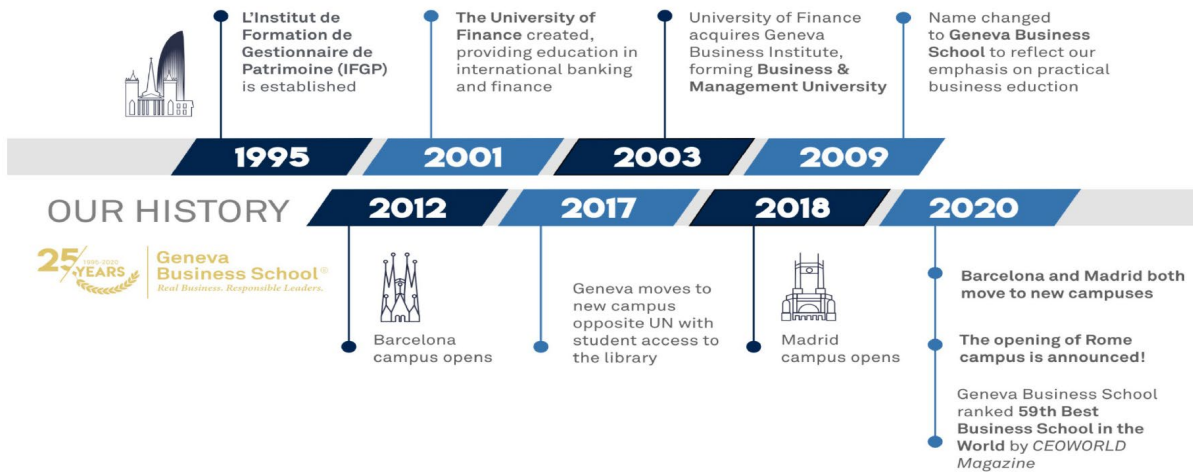 L'Institut de
Formation de
Gestionnaire de
Patrimoine (IFGP)
is established
The University of
Finance created,
providing education in
international banking
and finance
University of Finance
acquires Geneva
Business Institute,
forming Business &
Management University
Name changed
to Geneva Business
School to reflect our
emphasis on practical
business eduction
1995
2001
2003
2009
OUR HISTORY
2012
2017
2018
2020
25 YEARS
1995-2020
Geneva
Business School®
Real Business. Responsible Leaders.
Barcelona
campus opens
Geneva moves to
new campus
opposite UN with
student access to
the library
Madrid
campus opens
Barcelona and Madrid both
move to new campuses
The opening of Rome
campus is announced!
Geneva Business School
ranked 59th Best
Business School in the
World by CEOWORLD
Magazine